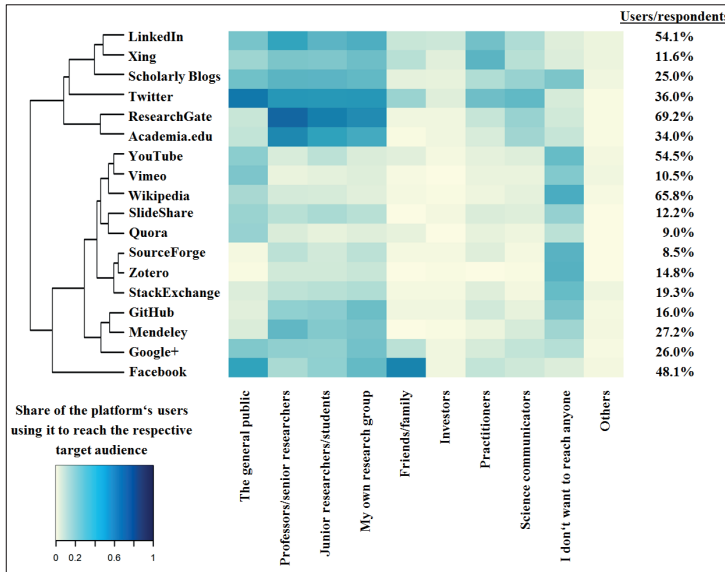 Users/respondents
LinkedIn 54.1%
Xing 11.6%
Scholarly Blogs 25.0%
Twitter 36.0%
ResearchGate 69.2%
Academia.edu 34.0%
YouTube 54.5%
Vimeo 10.5%
Wikipedia 65.8%
SlideShare 12.2%
Quora 9.0%
SourceForge 8.5%
Zotero 14.8%
StackExchange 19.3%
GitHub 16.0%
Mendeley 27.2%
Google+ 26.0%
Facebook 48.1%
Share of the platform‘s users
using it to reach the respective
target audience
0 0.2 0.6 1
The general public
Professors/senior researchers
Junior researchers/students
My own research group
Friends/family
Investors
Practitioners
Science communicators
I don‘t want to reach anyone
Others